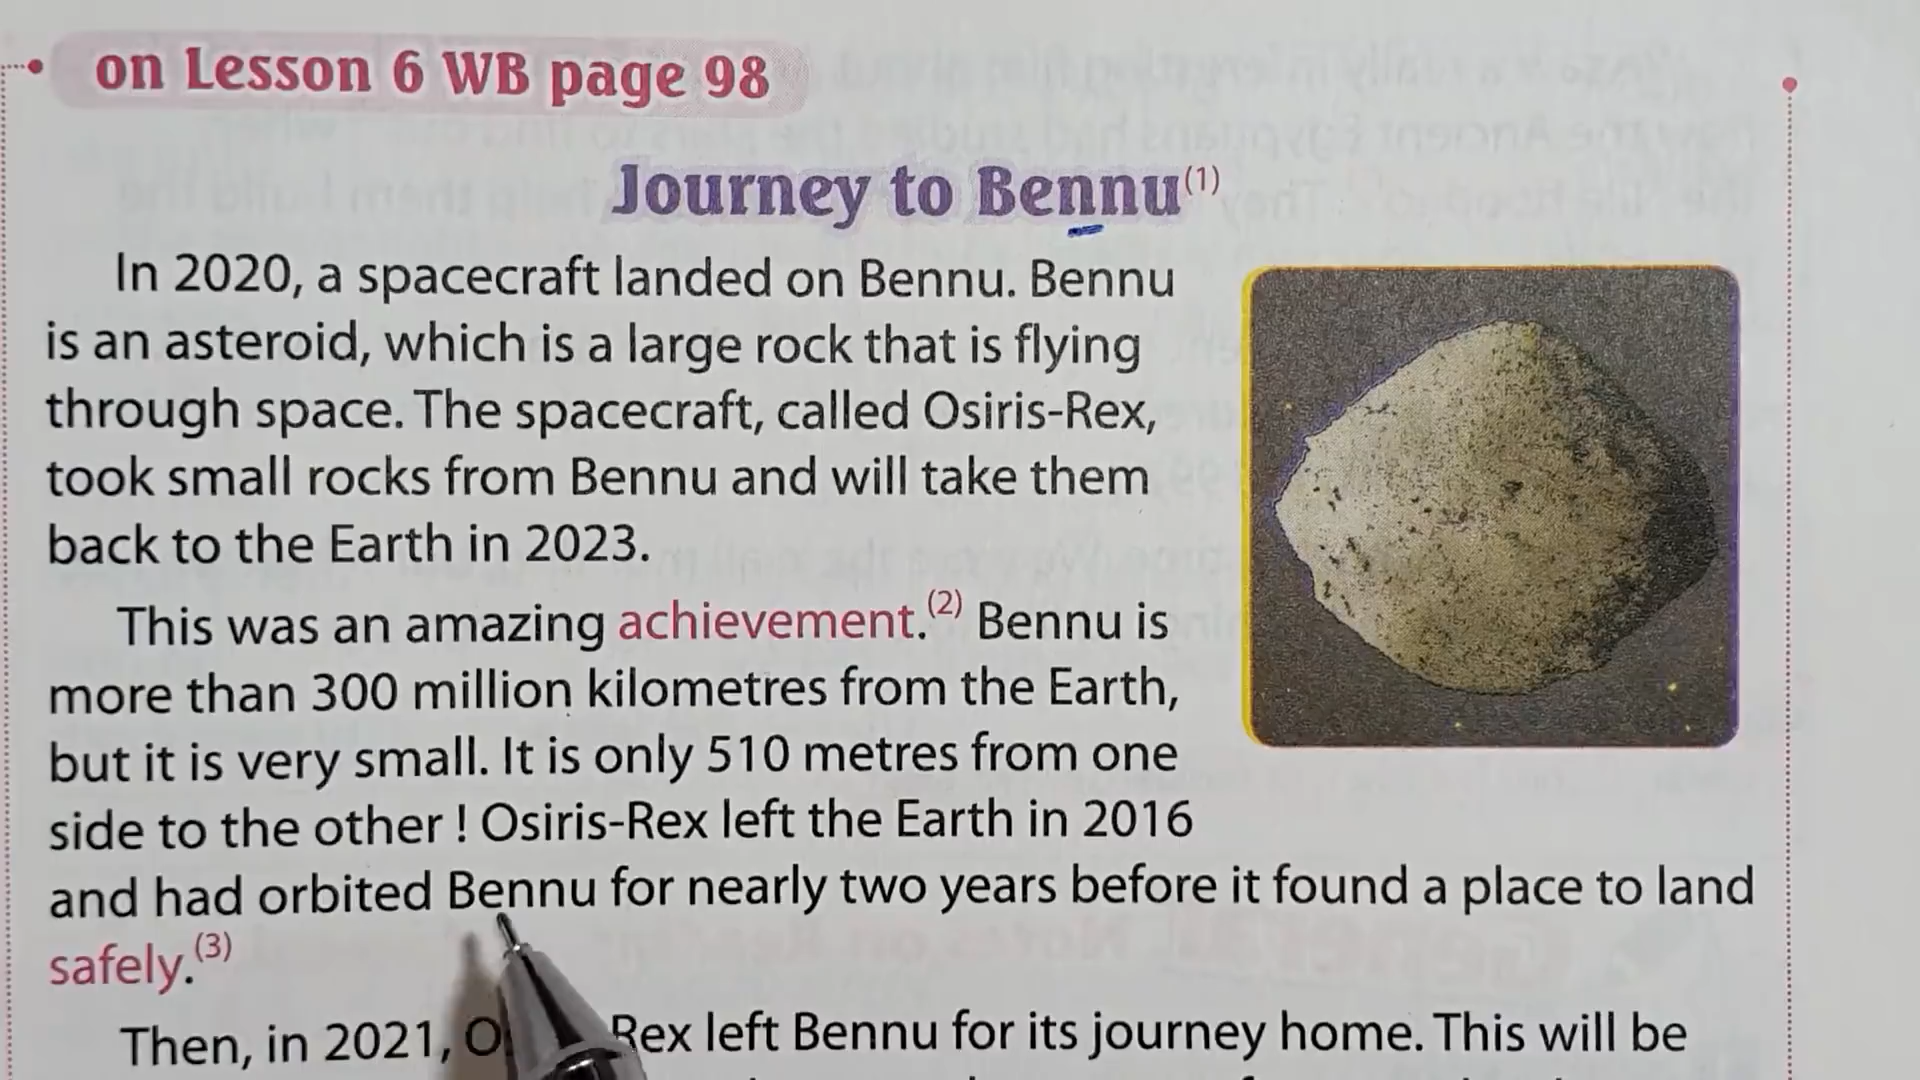 on Lesson 6 WB page 98
Journey to Bennu(1)
In 2020, a spacecraft landed on Bennu. Bennu
is an asteroid, which is a large rock that is flying
through space. The spacecraft, called Osiris-Rex,
took small rocks from Bennu and will take them
back to the Earth in 2023.
This was an amazing achievement.(2) Bennu is
more than 300 million kilometres from the Earth,
but it is very small. It is only 510 metres from one
side to the other ! Osiris-Rex left the Earth in 2016
and had orbited Bennu for nearly two years before it found a place to land
safely.(3)
Then, in 2021, Rex left Bennu for its journey home. This will be